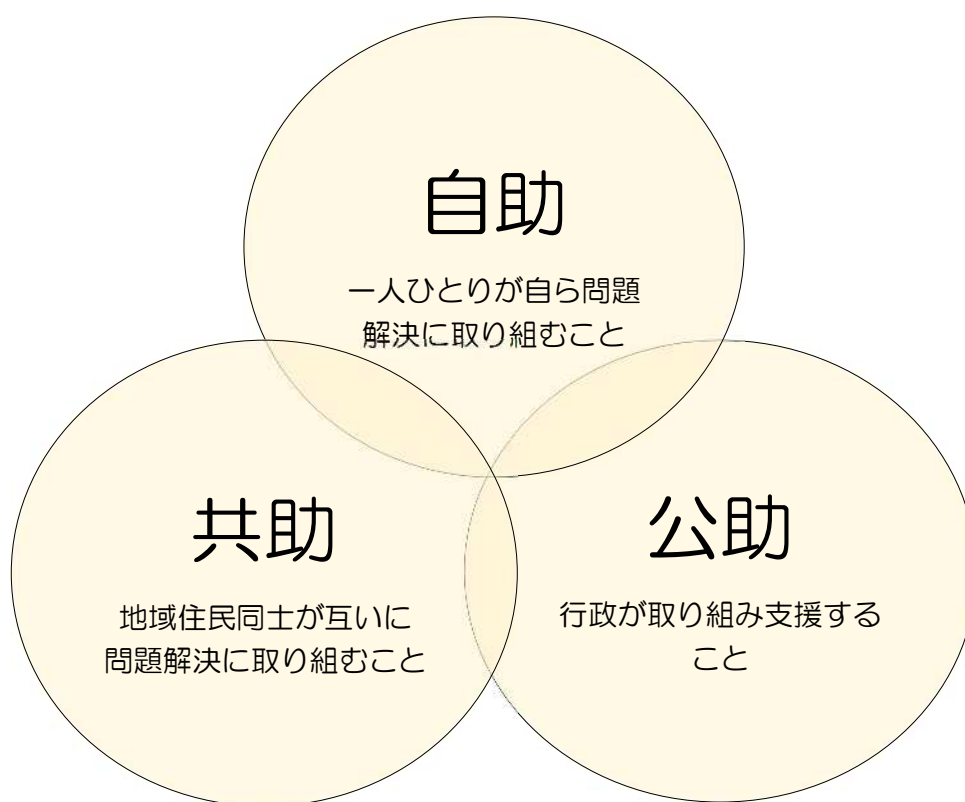 自助
一人ひとりが自ら問題
解決に取り組むこと
共助
地域住民同士が互いに
問題解決に取り組むこと
公助
行政が取り組み支援する
こと